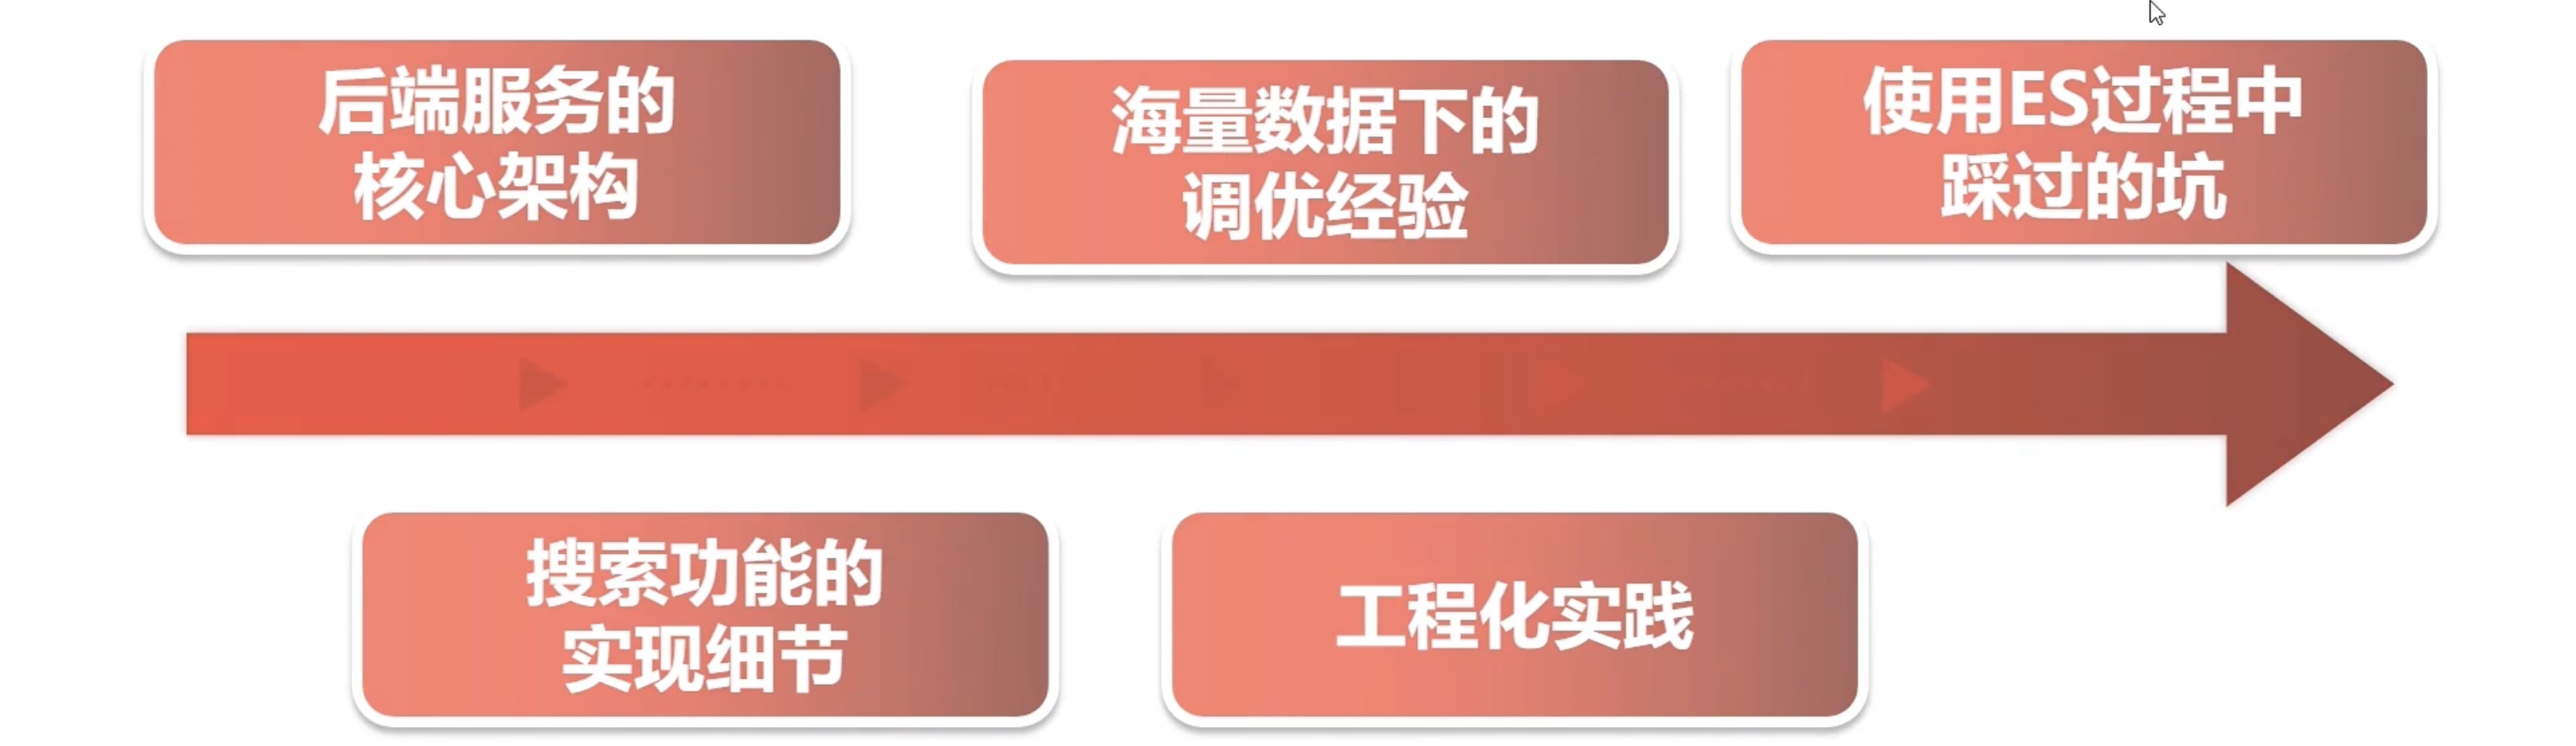 后端服务的
核心架构
海量数据下的
调优经验
使用ES过程中
踩过的坑
搜索功能的
实现细节
工程化实践